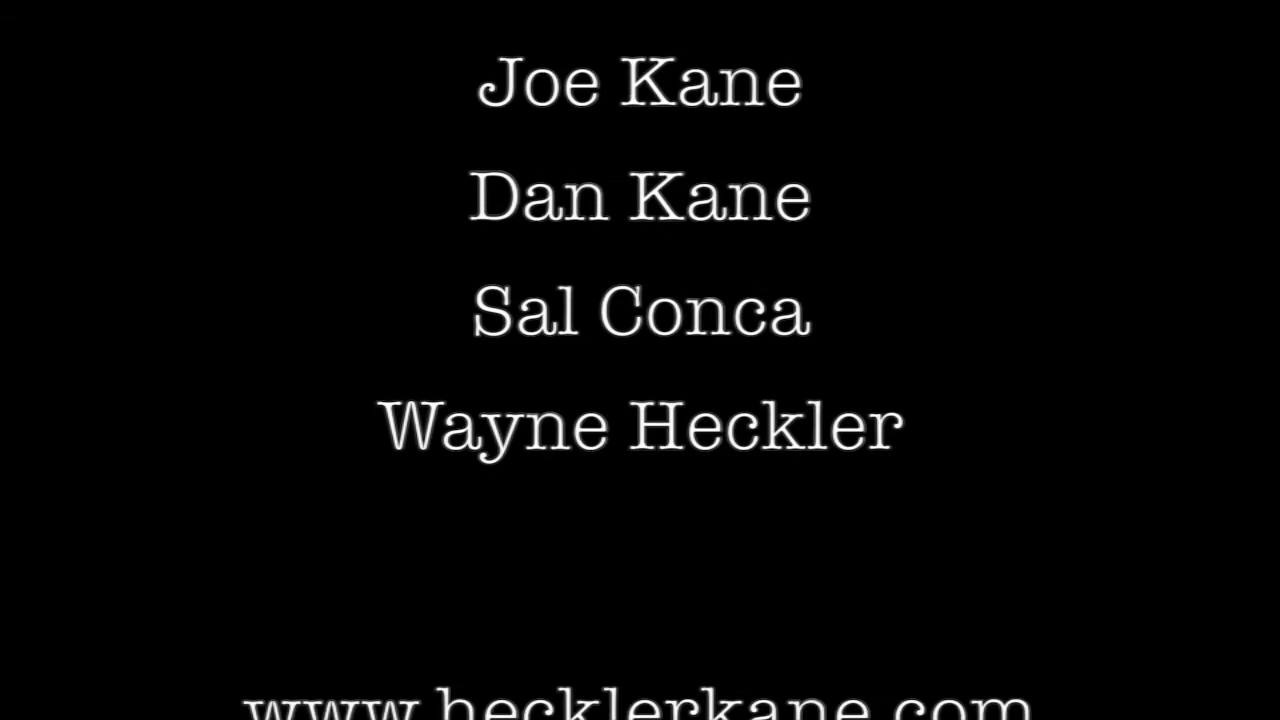 Joe Kane
Dan Kane
Sal Conca
Wayne Heckler
www.hecklerkane.com